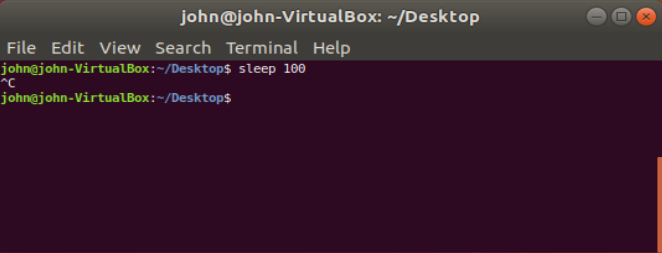 john@john-VirtualBox: ~/Desktop
File Edit View Search Terminal Help
john@john-VirtualBox:~/Desktop$ sleep 100
^C
john@john-VirtualBox:~/Desktop$